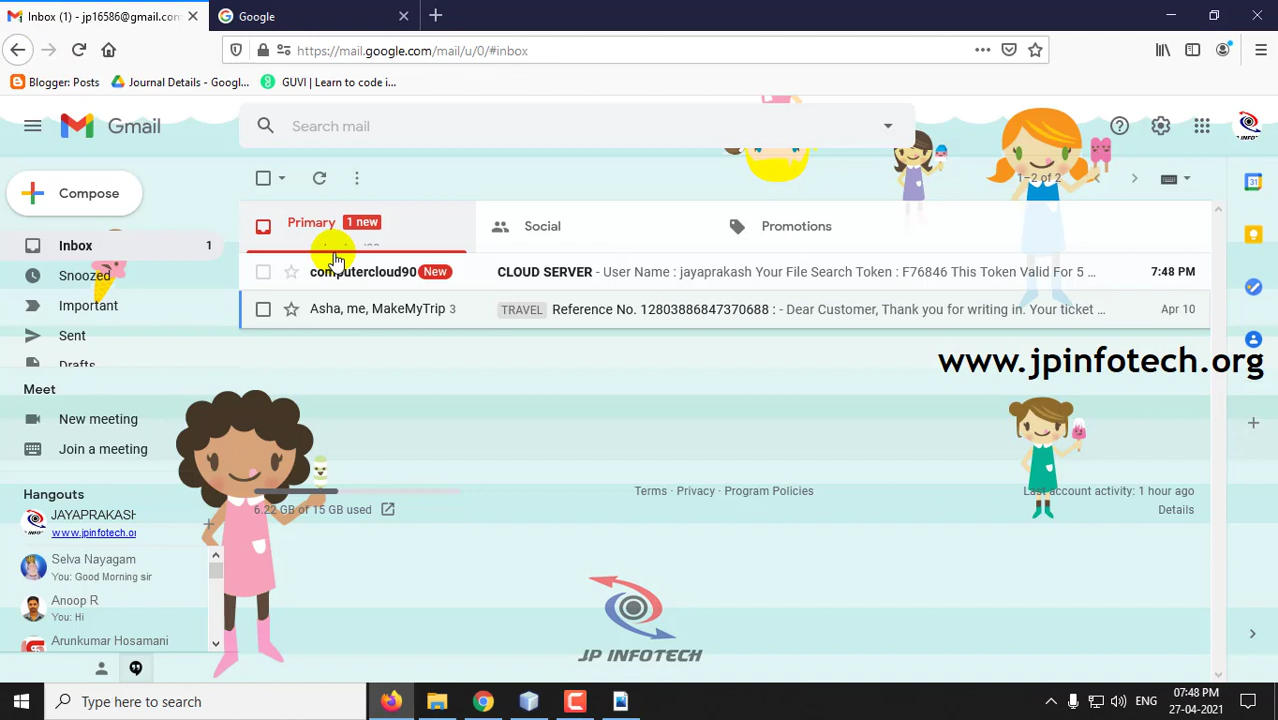 Inbox (1) - jp16586@gmail.com
Google
https://mail.google.com/mail/u/0/#inbox
Blogger: Posts
Journal Details - Googl...
GUVI | Learn to code i...
Gmail
Search mail
Compose
1–2 of 2
Primary 1 new
Social
Promotions
Inbox 1
computercloud90 New CLOUD SERVER - User Name : jayaprakash Your File Search Token : F76846 This Token Valid For 5 … 7:48 PM
Snoozed
Important
Asha, me, MakeMyTrip 3 TRAVEL Reference No. 12803886847370688 : - Dear Customer, Thank you for writing in. Your ticket … Apr 10
Sent
Drafts
www.jpinfotech.org
Meet
New meeting
Join a meeting
Hangouts
JAYAPRAKASH
www.jpinfotech.or
Terms · Privacy · Program Policies
Last account activity: 1 hour ago
6.22 GB of 15 GB used
Details
Selva Nayagam
You: Good Morning sir
Anoop R
You: Hi
Arunkumar Hosamani
JP INFOTECH
Type here to search
ENG
07:48 PM
27-04-2021